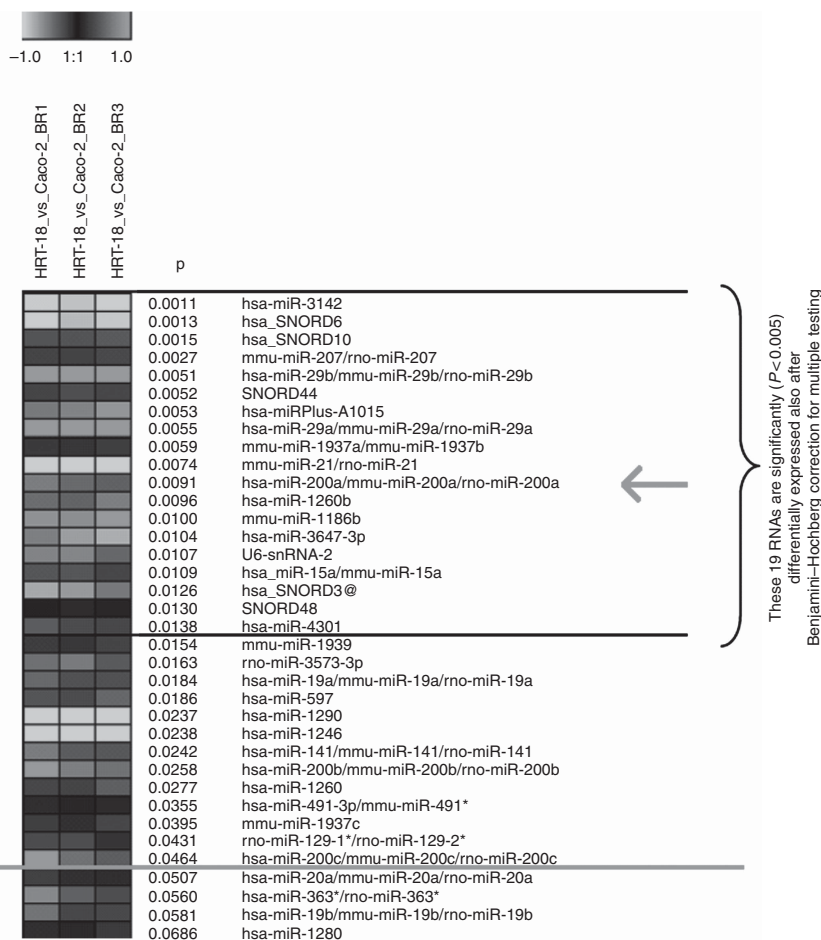 –1.0 1:1 1.0
HRT-18_vs_Caco-2_BR1
HRT-18_vs_Caco-2_BR2
HRT-18_vs_Caco-2_BR3
p
0.0011 hsa-miR-3142
0.0013 hsa_SNORD6
0.0015 hsa_SNORD10
0.0027 mmu-miR-207/rno-miR-207
0.0051 hsa-miR-29b/mmu-miR-29b/rno-miR-29b
0.0052 SNORD44
0.0053 hsa-miRPlus-A1015
0.0055 hsa-miR-29a/mmu-miR-29a/rno-miR-29a
0.0059 mmu-miR-1937a/mmu-miR-1937b
0.0074 mmu-miR-21/rno-miR-21
0.0091 hsa-miR-200a/mmu-miR-200a/rno-miR-200a
0.0096 hsa-miR-1260b
0.0100 mmu-miR-1186b
0.0104 hsa-miR-3647-3p
0.0107 U6-snRNA-2
0.0109 hsa_miR-15a/mmu-miR-15a
0.0126 hsa_SNORD3@
0.0130 SNORD48
0.0138 hsa-miR-4301
0.0154 mmu-miR-1939
0.0163 rno-miR-3573-3p
0.0184 hsa-miR-19a/mmu-miR-19a/rno-miR-19a
0.0186 hsa-miR-597
0.0237 hsa-miR-1290
0.0238 hsa-miR-1246
0.0242 hsa-miR-141/mmu-miR-141/rno-miR-141
0.0258 hsa-miR-200b/mmu-miR-200b/rno-miR-200b
0.0277 hsa-miR-1260
0.0355 hsa-miR-491-3p/mmu-miR-491*
0.0395 mmu-miR-1937c
0.0431 rno-miR-129-1*/rno-miR-129-2*
0.0464 hsa-miR-200c/mmu-miR-200c/rno-miR-200c
0.0507 hsa-miR-20a/mmu-miR-20a/rno-miR-20a
0.0560 hsa-miR-363*/rno-miR-363*
0.0581 hsa-miR-19b/mmu-miR-19b/rno-miR-19b
0.0686 hsa-miR-1280
These 19 RNAs are significantly (P<0.005)
differentially expressed also after
Benjamini–Hochberg correction for multiple testing